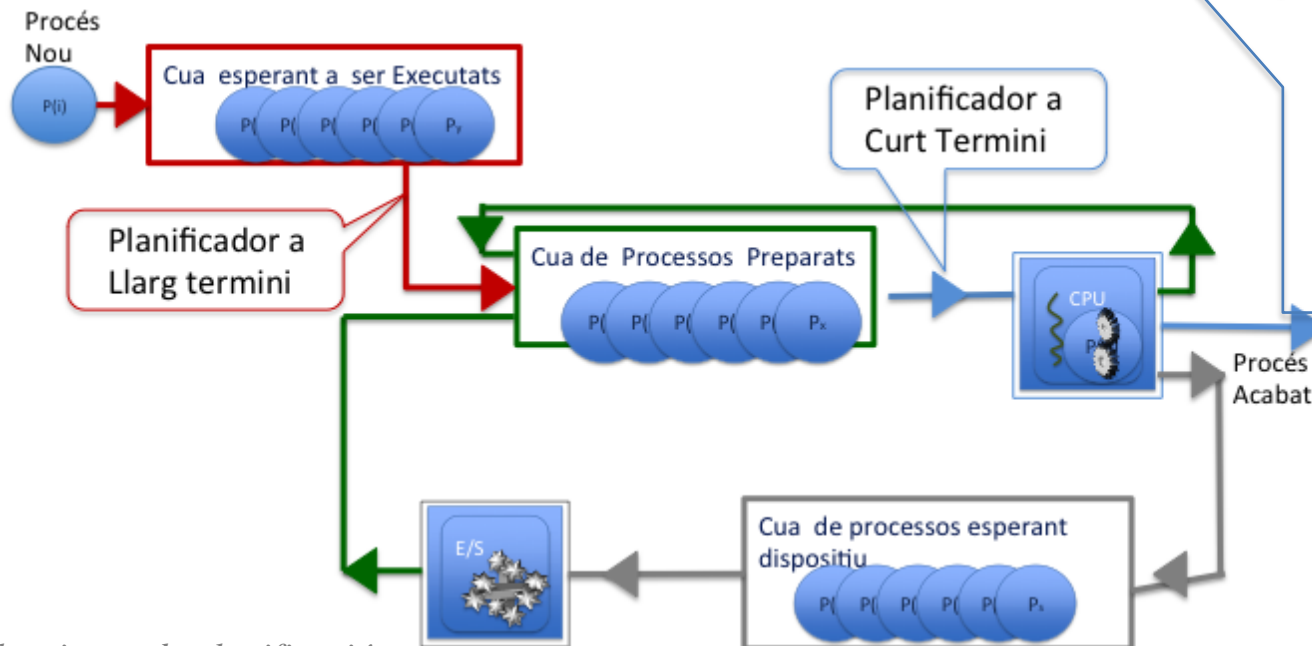 Procés
Nou
P(i)
Cua esperant a ser Executats
P( P( P( P( P( Py
Planificador a
Curt Termini
Planificador a
Llarg termini
Cua de Processos Preparats
P( P( P( P( P( Px
CPU
Procés
Acabat
E/S
Cua de processos esperant
dispositiu
P( P( P( P( P( Ps